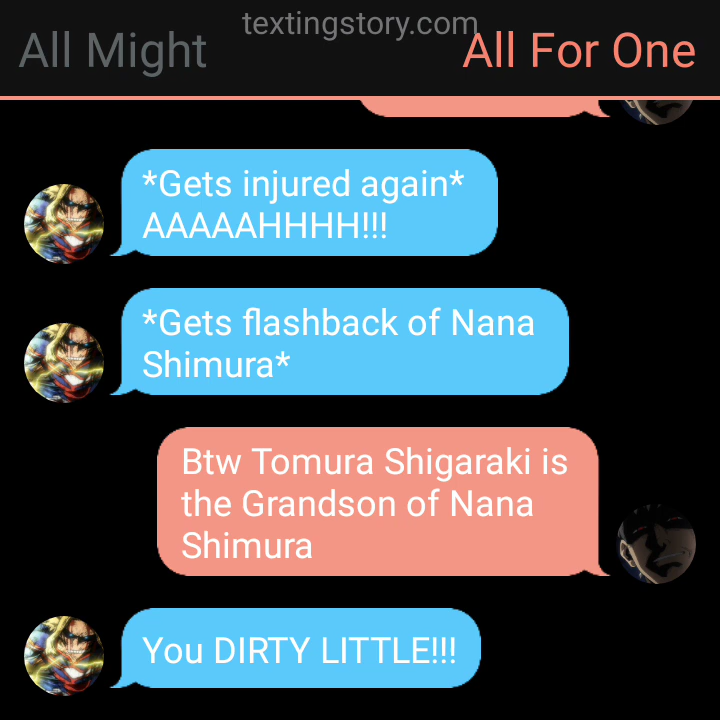 textingstory.com
All Might
All For One
*Gets injured again*
AAAAAHHHH!!!
*Gets flashback of Nana
Shimura*
Btw Tomura Shigaraki is
the Grandson of Nana
Shimura
You DIRTY LITTLE!!!